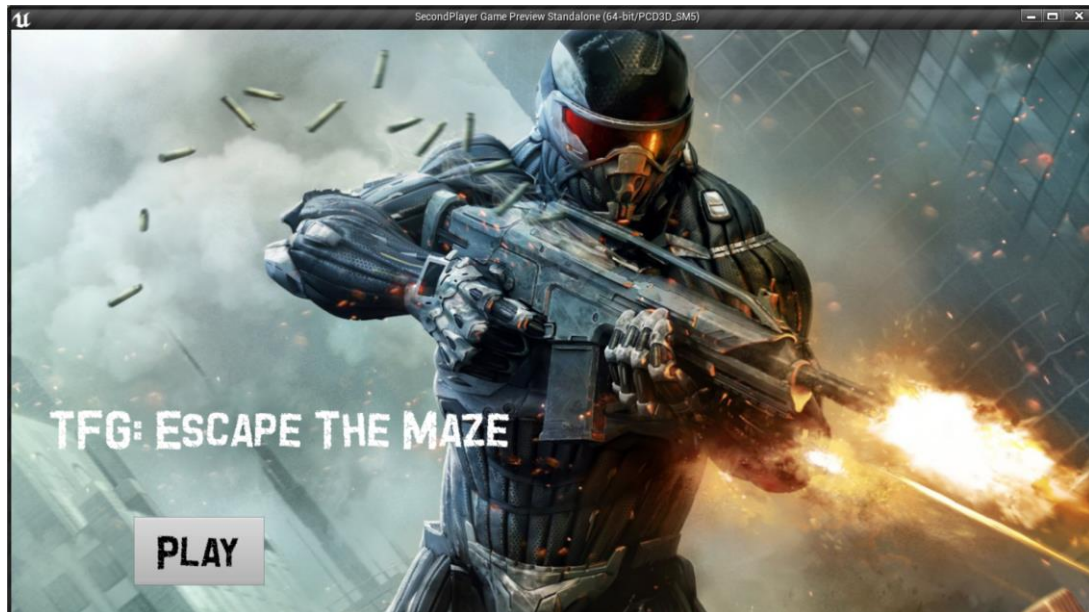 SecondPlayer Game Preview Standalone (64-bit/PCD3D_SM5)
TFG: Escape The Maze
Play